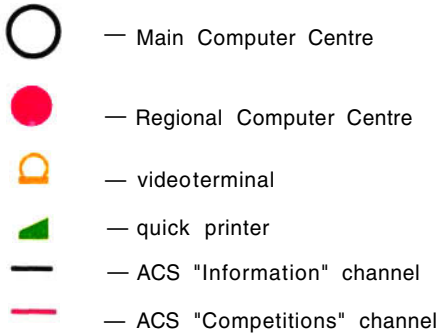 — Main Computer Centre
— Regional Computer Centre
— videoterminal
— quick printer
— ACS "Information" channel
— ACS "Competitions" channel